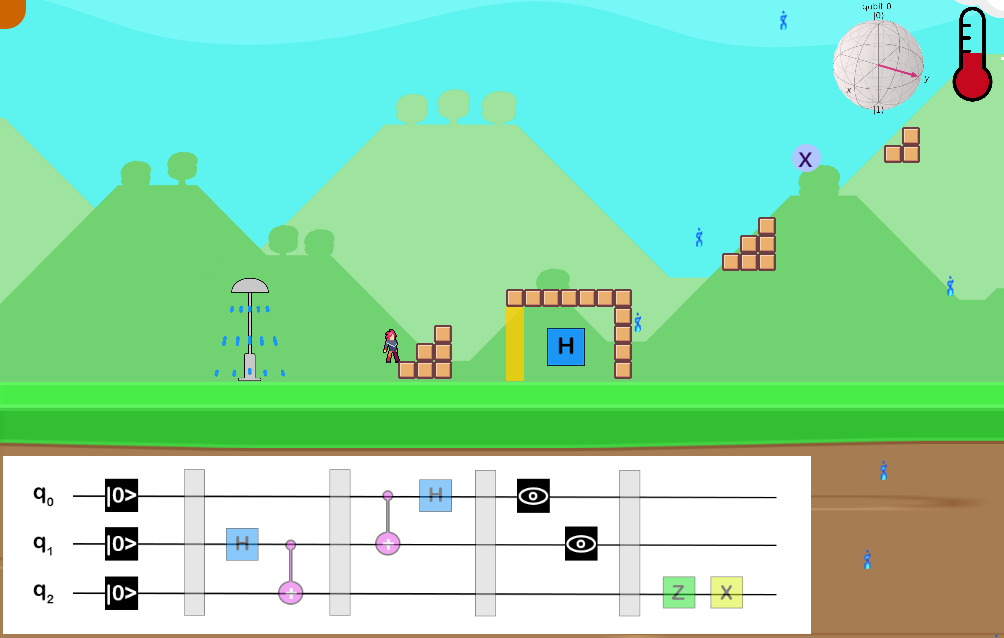 qubit 0
|0⟩
x
y
|1⟩
X
H
q0 |0> H
q1 |0> H
q2 |0> Z X